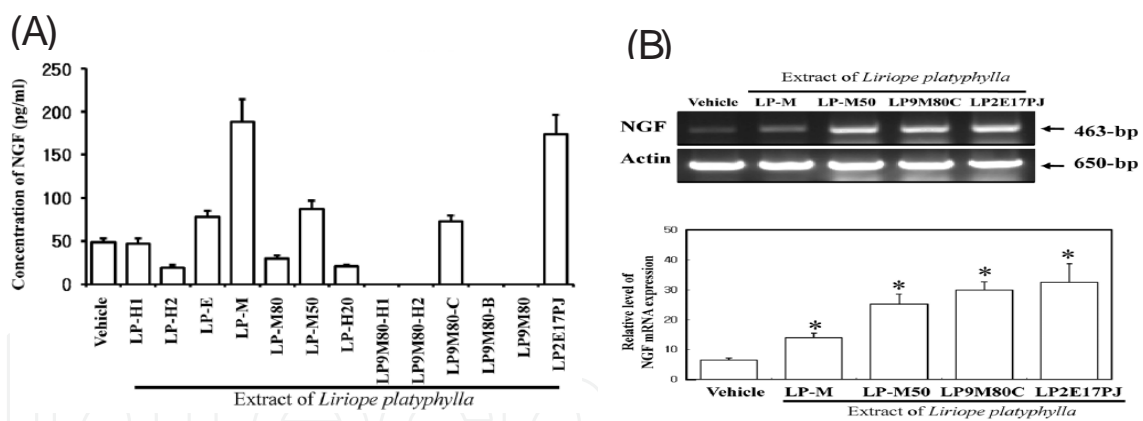 (A)
Concentration of NGF (pg/ml)
250
200
150
100
50
0
Vehicle
LP-H1
LP-H2
LP-E
LP-M
LP-M80
LP-M50
LP-H20
LP9M80-H1
LP9M80-H2
LP9M80-C
LP9M80-B
LP9M80
LP2E17PJ
Extract of Liriope platyphylla
(B)
Extract of Liriope platyphylla
Vehicle LP-M LP-M50 LP9M80C LP2E17PJ
NGF 463-bp
Actin 650-bp
Relative level of
NGF mRNA expression
50
40
30
20
10
0
* * * *
Vehicle LP-M LP-M50 LP9M80C LP2E17PJ
Extract of Liriope platyphylla